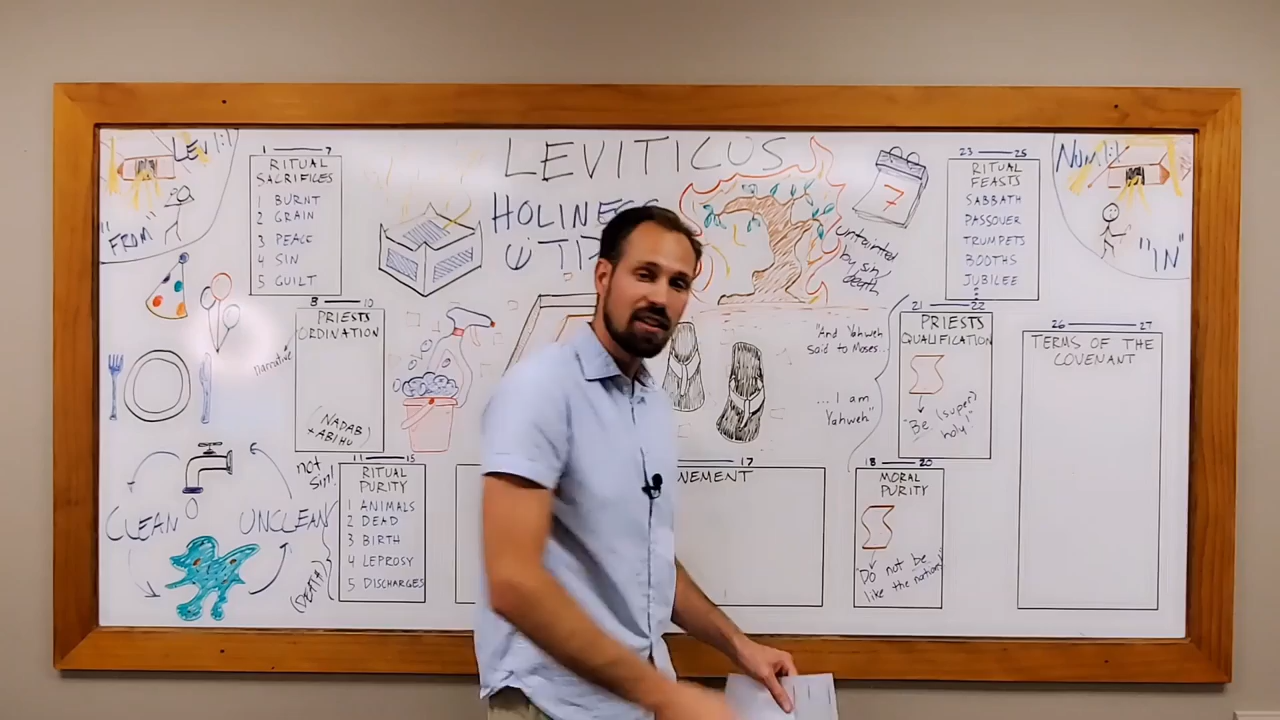 LEVITICUS
HOLINESS
LEV 1:1
"FROM"
1 7
RITUAL
SACRIFICES
1 BURNT
2 GRAIN
3 PEACE
4 SIN
5 GUILT
8 10
PRIESTS
ORDINATION
Narrative
(NADAB
+ ABIHU)
CLEAN
UNCLEAN
not
sin!
11 15
RITUAL
PURITY
1 ANIMALS
2 DEAD
3 BIRTH
4 LEPROSY
5 DISCHARGES
(DEATH)
17
7
untainted
by sin,
death
"And Yahweh
said to Moses...
...I am
Yahweh"
18 20
MORAL
PURITY
"Do not be
like the nations"
21 22
PRIESTS
QUALIFICATION
"Be (super)
holy!"
23 25
RITUAL
FEASTS
SABBATH
PASSOVER
TRUMPETS
BOOTHS
JUBILEE
26 27
TERMS OF THE
COVENANT
NUM 1:1
"IN"